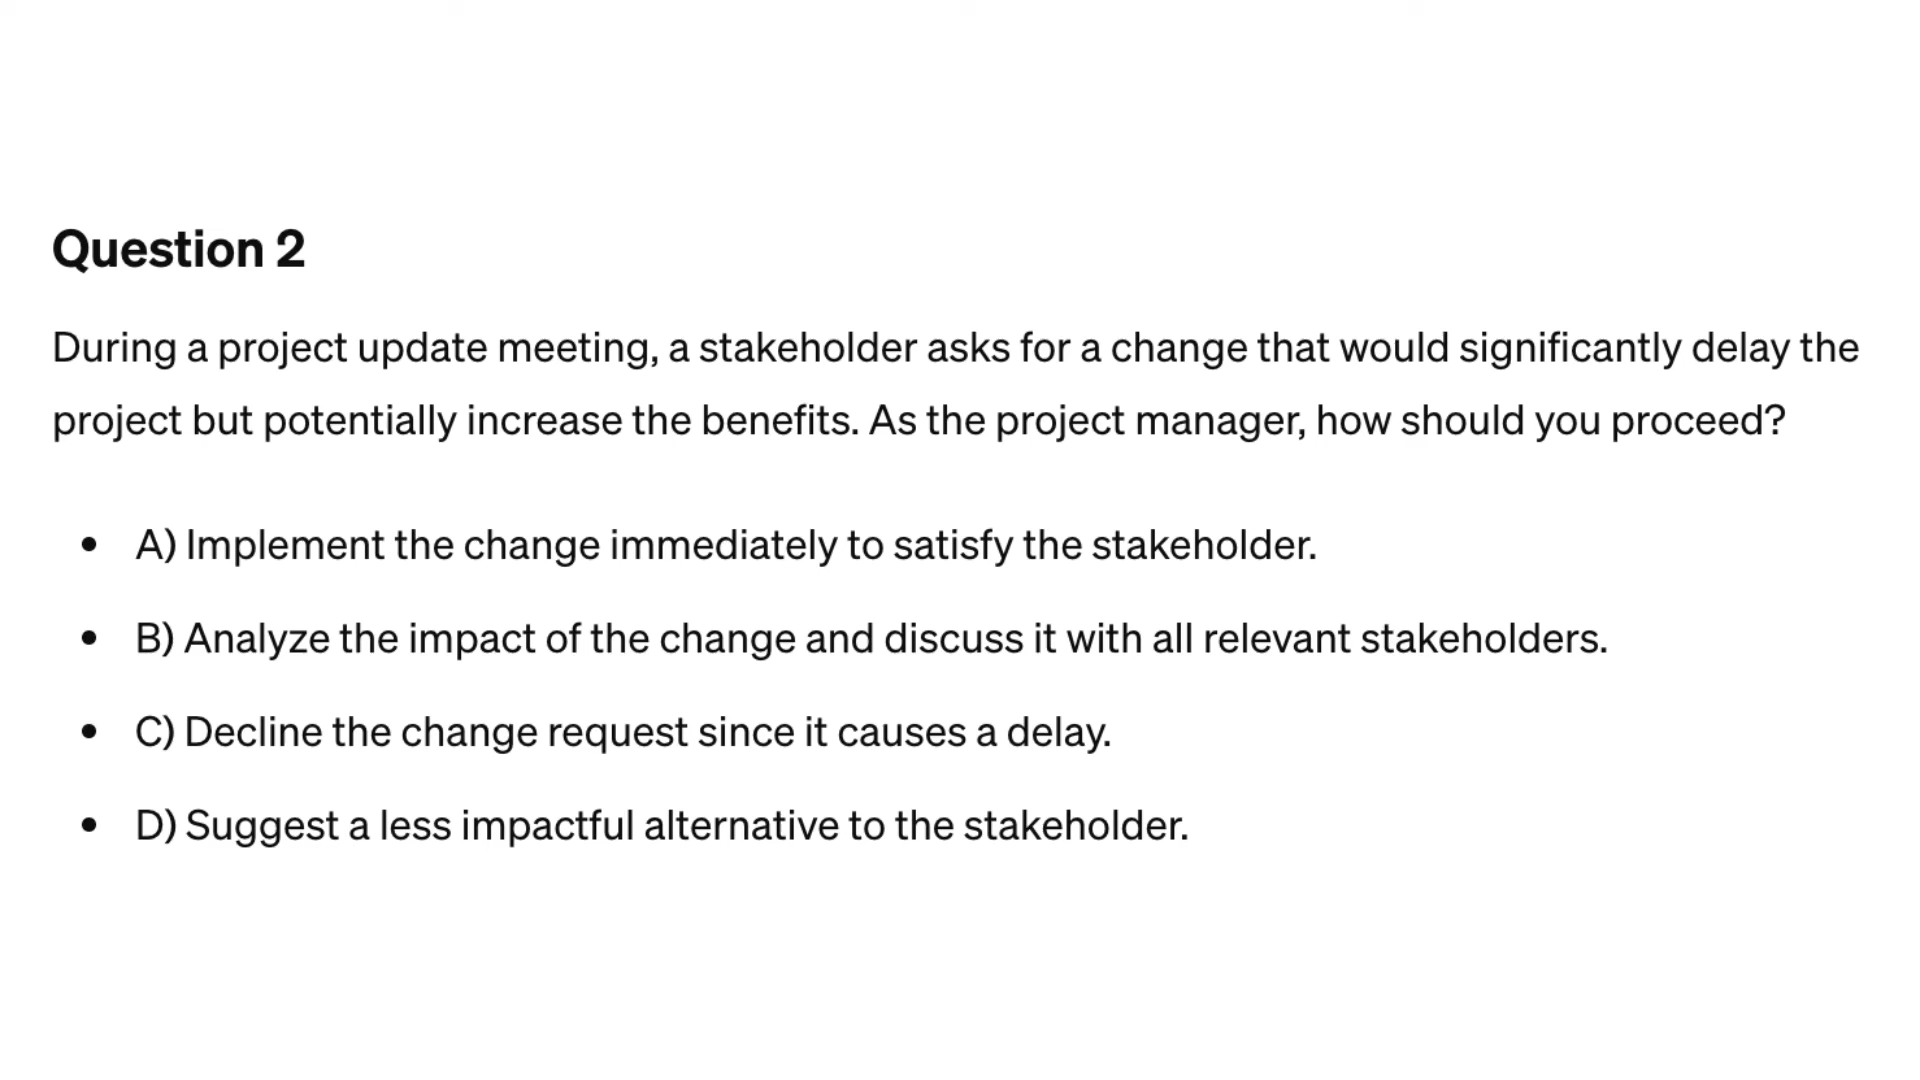 Question 2
During a project update meeting, a stakeholder asks for a change that would significantly delay the
project but potentially increase the benefits. As the project manager, how should you proceed?
• A) Implement the change immediately to satisfy the stakeholder.
• B) Analyze the impact of the change and discuss it with all relevant stakeholders.
• C) Decline the change request since it causes a delay.
• D) Suggest a less impactful alternative to the stakeholder.